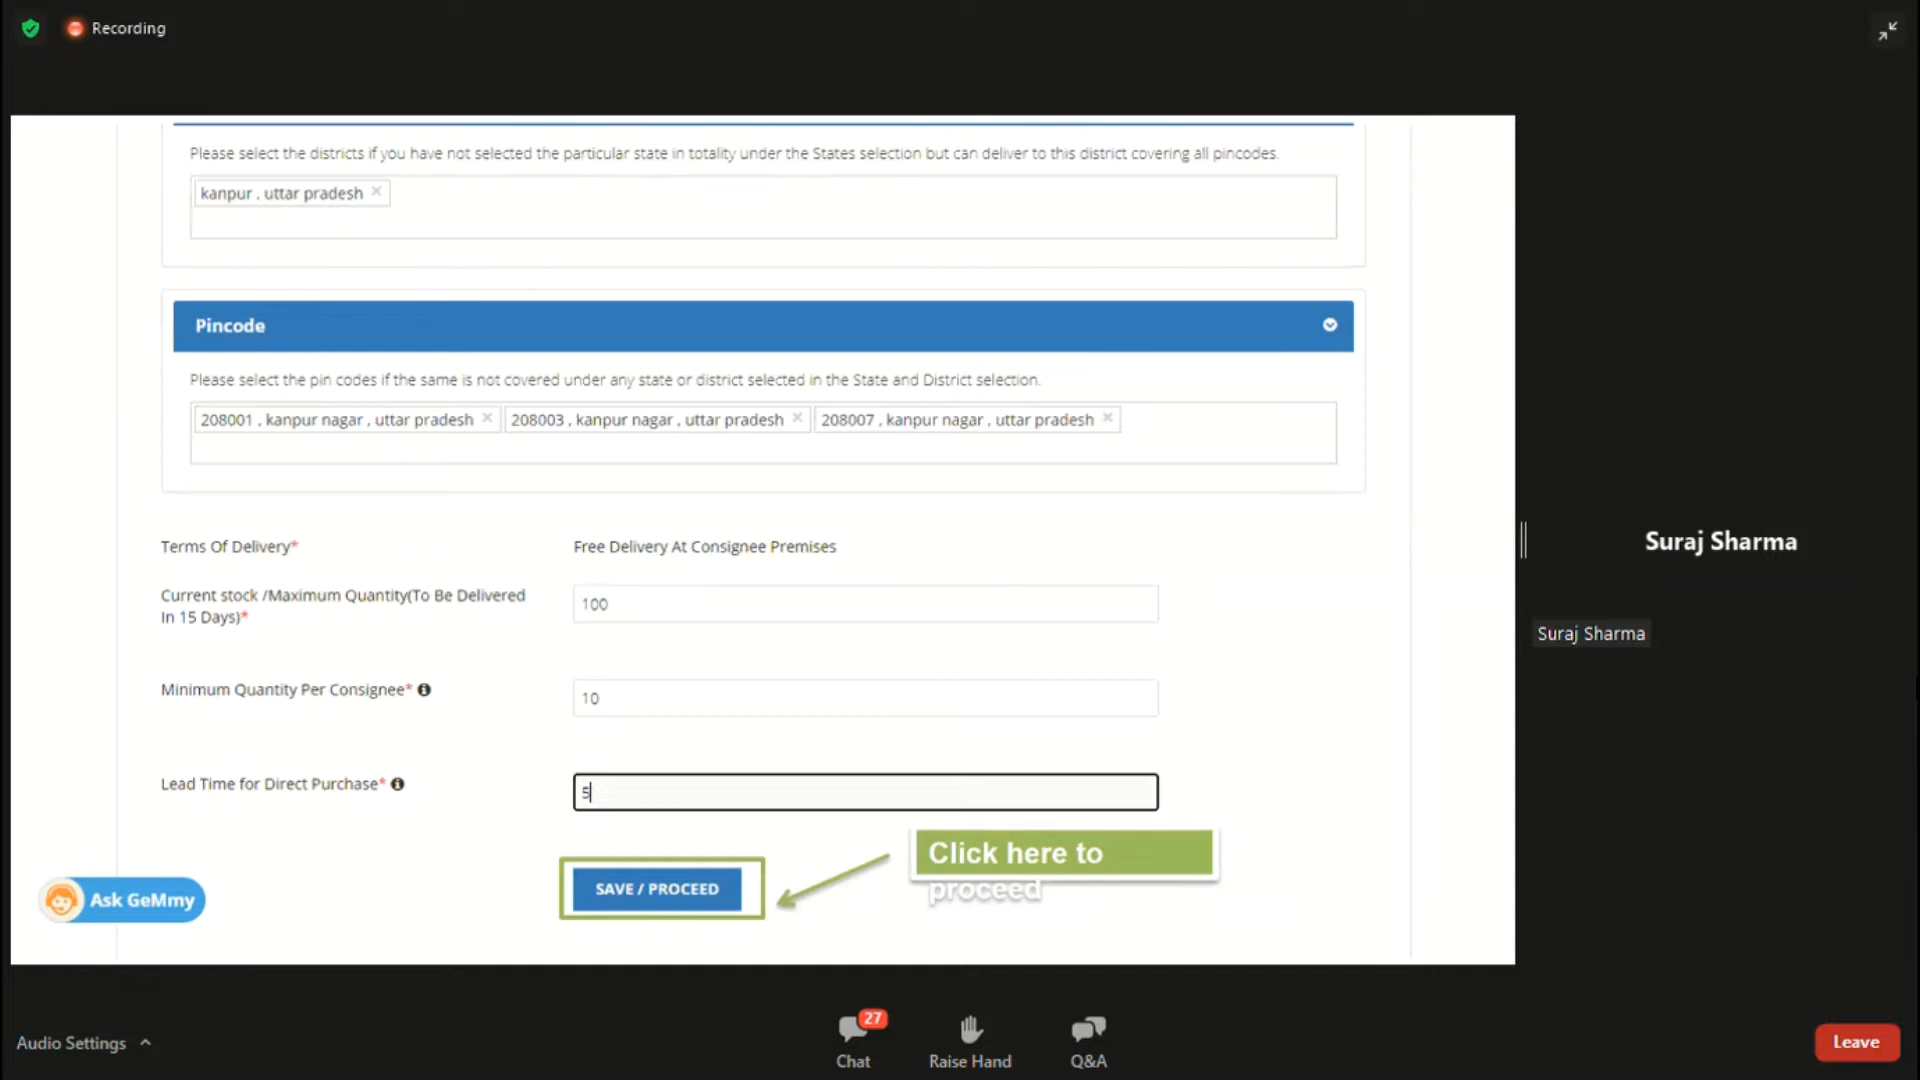 Recording
Please select the districts if you have not selected the particular state in totality under the States selection but can deliver to this district covering all pincodes.
kanpur , uttar pradesh ×
Pincode
Please select the pin codes if the same is not covered under any state or district selected in the State and District selection.
208001 , kanpur nagar , uttar pradesh × 208003 , kanpur nagar , uttar pradesh × 208007 , kanpur nagar , uttar pradesh ×
Terms Of Delivery* Free Delivery At Consignee Premises
Current stock /Maximum Quantity(To Be Delivered
In 15 Days)*
100
Minimum Quantity Per Consignee*
10
Lead Time for Direct Purchase*
5
Click here to
proceed
SAVE / PROCEED
Ask GeMmy
Suraj Sharma
Suraj Sharma
Audio Settings
27
Chat
Raise Hand
Q&A
Leave